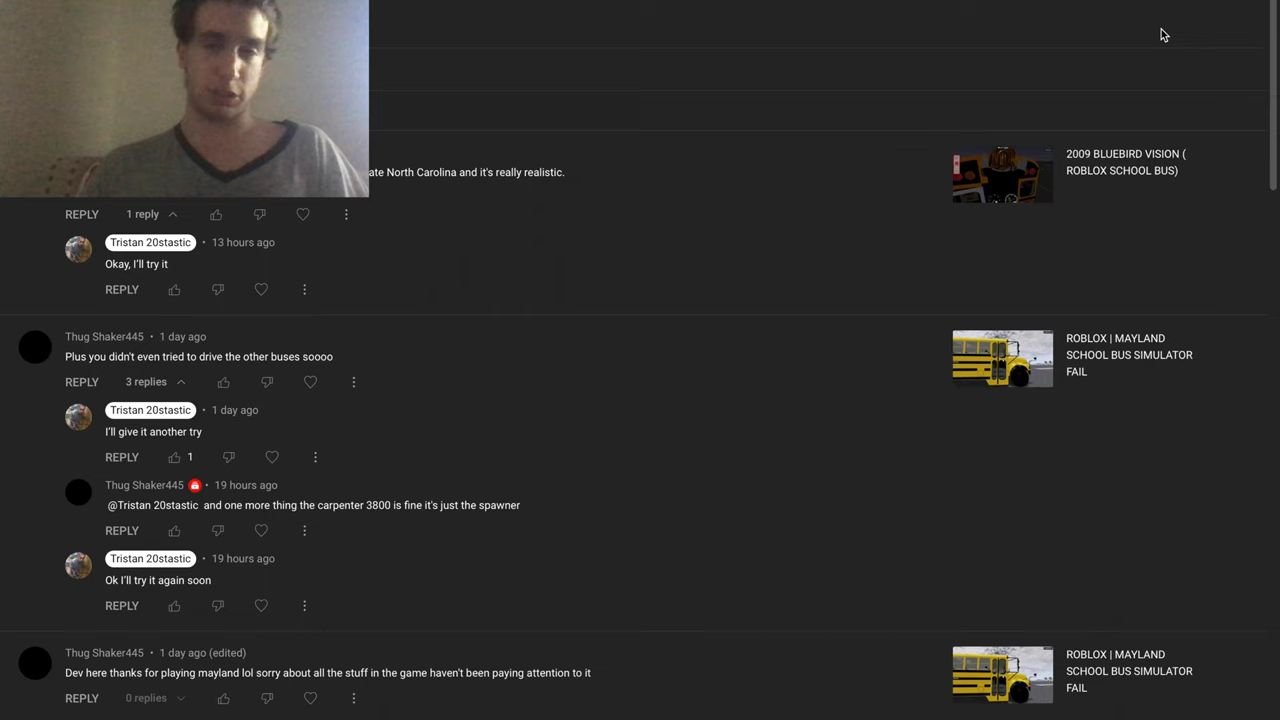 2009 BLUEBIRD VISION (
ate North Carolina and it's really realistic.
ROBLOX SCHOOL BUS)
REPLY 1 reply
Tristan 20stastic • 13 hours ago
Okay, I'll try it
REPLY
Thug Shaker445 • 1 day ago
ROBLOX | MAYLAND
Plus you didn't even tried to drive the other buses soooo
SCHOOL BUS SIMULATOR
FAIL
REPLY 3 replies
Tristan 20stastic • 1 day ago
I'll give it another try
REPLY 1
Thug Shaker445 • 19 hours ago
@Tristan 20stastic and one more thing the carpenter 3800 is fine it's just the spawner
REPLY
Tristan 20stastic • 19 hours ago
Ok I'll try it again soon
REPLY
Thug Shaker445 • 1 day ago (edited)
ROBLOX | MAYLAND
Dev here thanks for playing mayland lol sorry about all the stuff in the game haven't been paying attention to it
SCHOOL BUS SIMULATOR
FAIL
REPLY 0 replies